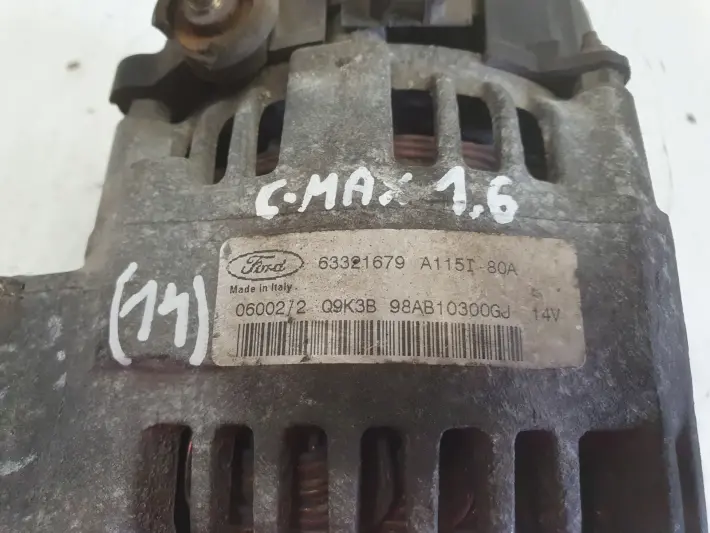 C-MAX 1,6
Ford 63321679 A115I-80A
Made in Italy
06002/2 Q9K3B 98AB10300GJ 14V
(14)